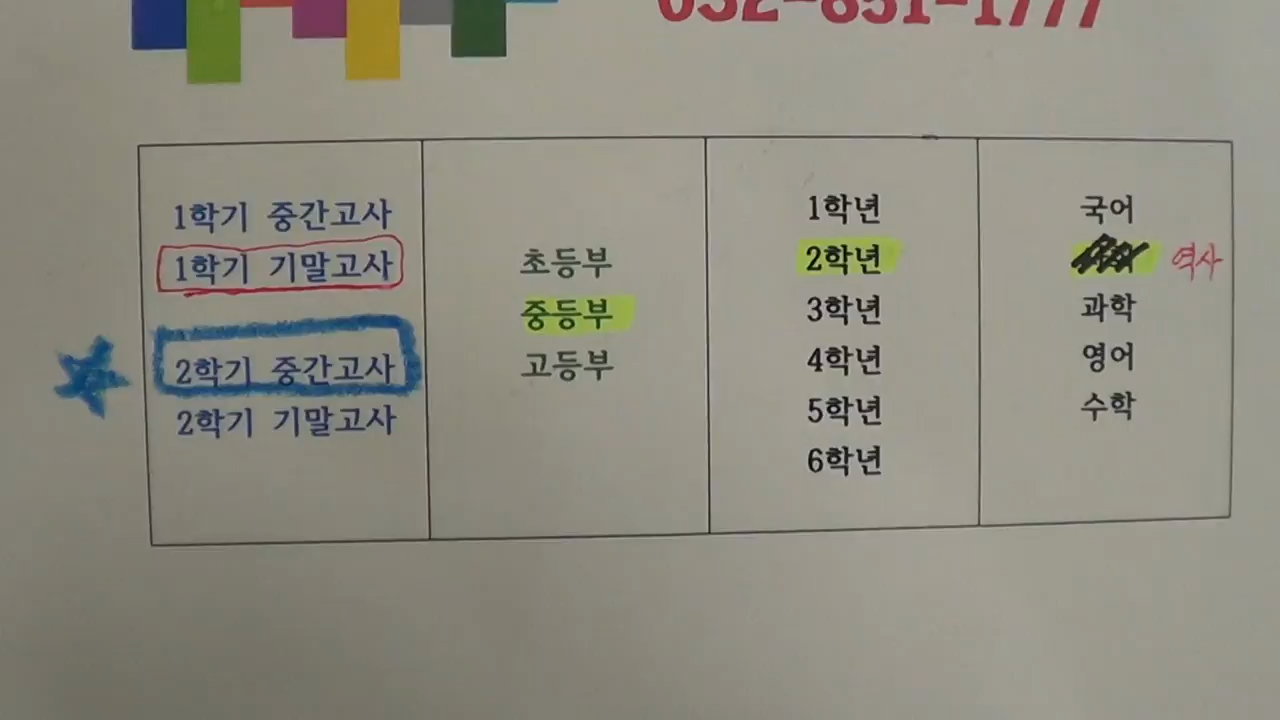 032-851-1777
1학기 중간고사
1학기 기말고사
2학기 중간고사
2학기 기말고사
초등부
중등부
고등부
1학년
2학년
3학년
4학년
5학년
6학년
국어
역사
과학
영어
수학